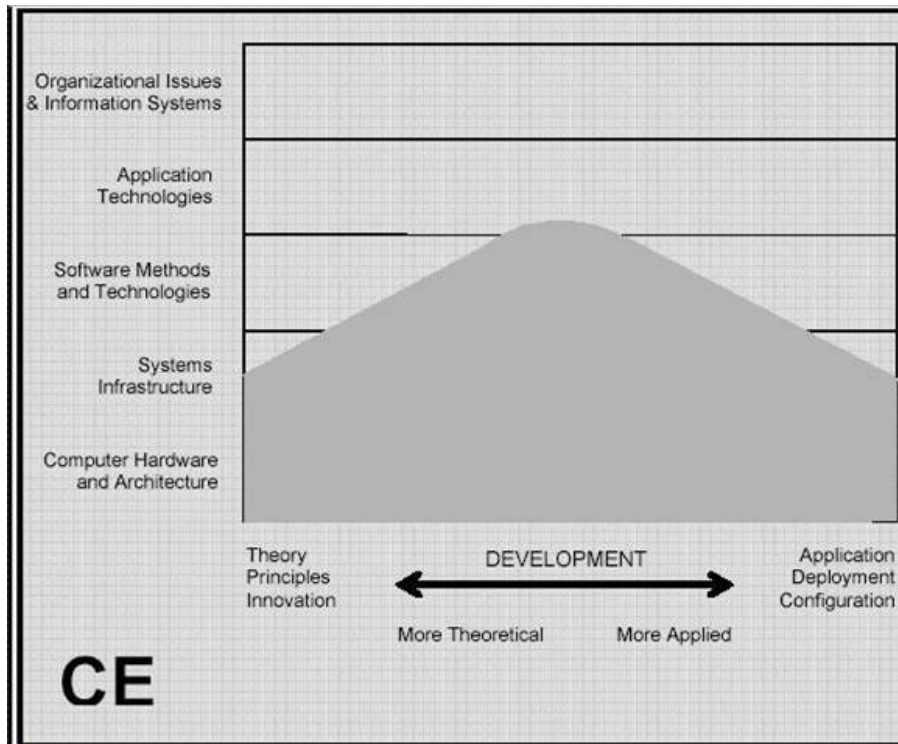 Organizational Issues
& Information Systems
Application
Technologies
Software Methods
and Technologies
Systems
Infrastructure
Computer Hardware
and Architecture
Theory
Principles
Innovation
DEVELOPMENT
Application
Deployment
Configuration
More Theoretical
More Applied
CE